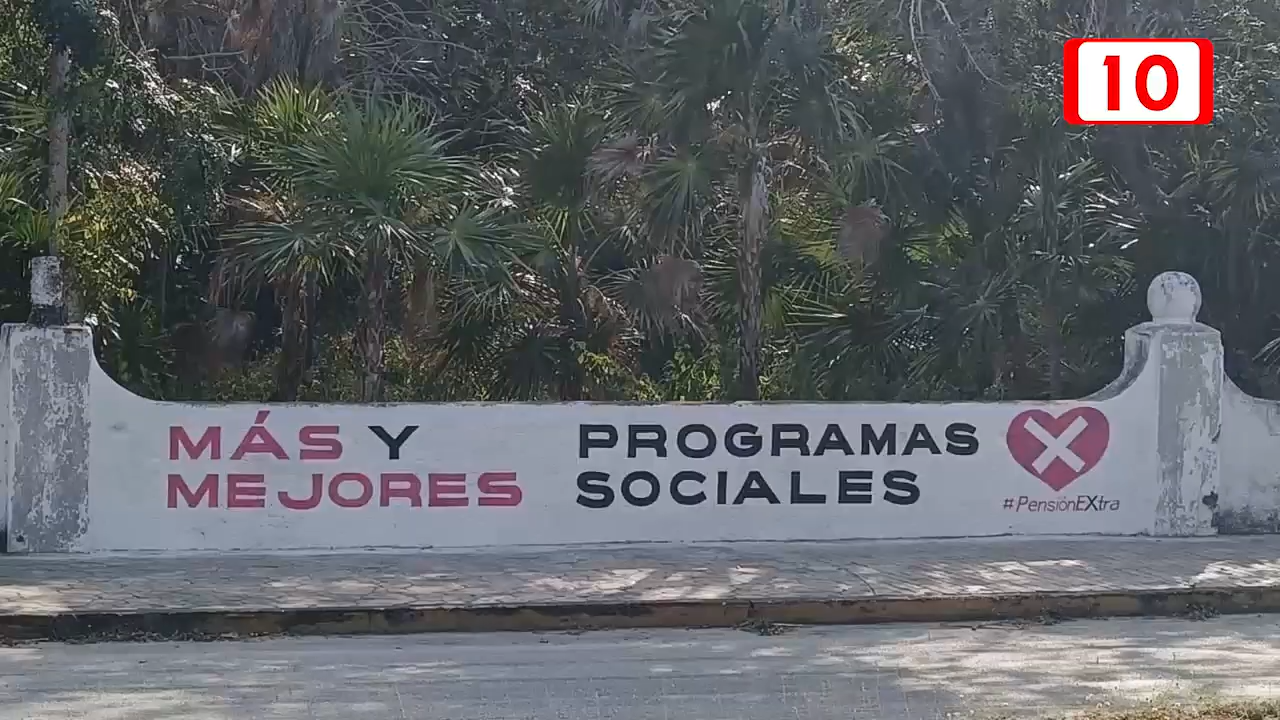 10
MÁS Y
MEJORES
PROGRAMAS
SOCIALES
#PensiónEXtra